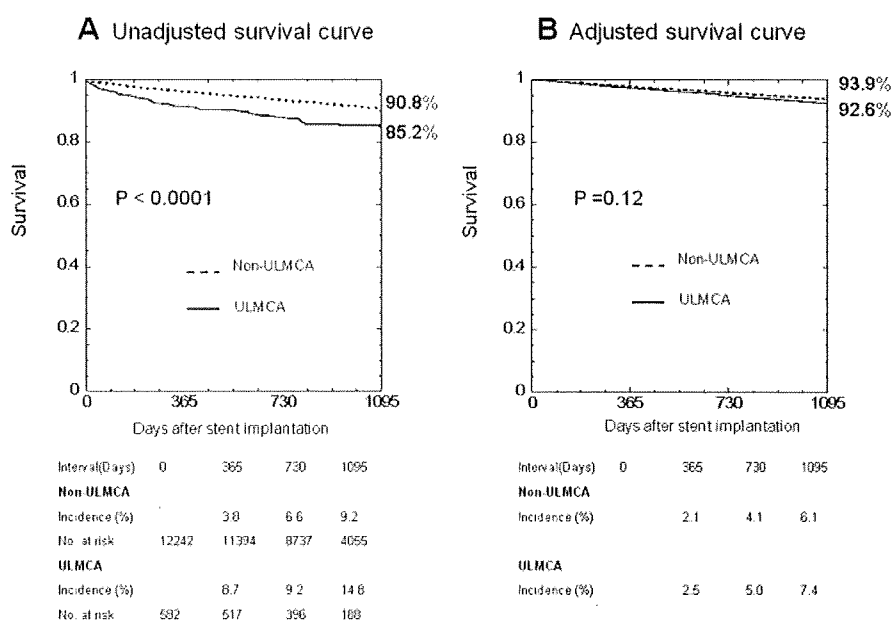 A Unadjusted survival curve
1
0.8
0.6
0.4
0.2
0
Survival
90.8%
85.2%
P < 0.0001
Non-ULMCA
ULMCA
0 365 730 1095
Days after stent implantation
Interval(Days) 0 365 730 1095
Non-ULMCA
Incidence (%) 3.8 6.6 9.2
No. at risk 12242 11394 8737 4055
ULMCA
Incidence (%) 8.7 9.2 14.8
No. at risk 582 517 396 188
B Adjusted survival curve
1
0.8
0.6
0.4
0.2
0
Survival
93.9%
92.6%
P =0.12
Non-ULMCA
ULMCA
0 365 730 1095
Days after stent implantation
Interval(Days) 0 365 730 1095
Non-ULMCA
Incidence (%) 2.1 4.1 6.1
ULMCA
Incidence (%) 2.5 5.0 7.4